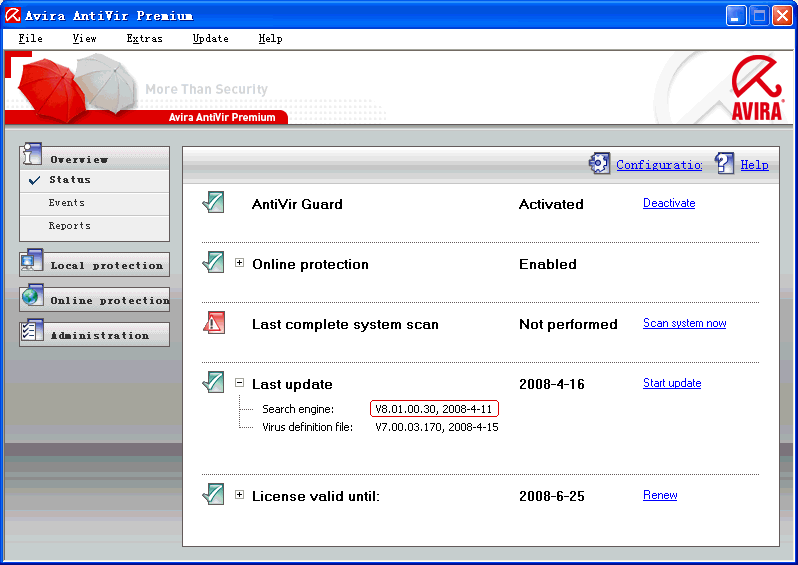 Avira AntiVir Premium
File View Extras Update Help
More Than Security
Avira AntiVir Premium
AVIRA
Overview
Status
Events
Reports
Local protection
Online protection
Administration
Configuratio Help
AntiVir Guard Activated Deactivate
Online protection Enabled
Last complete system scan Not performed Scan system now
Last update 2008-4-16 Start update
Search engine: V8.01.00.30, 2008-4-11
Virus definition file: V7.00.03.170, 2008-4-15
License valid until: 2008-6-25 Renew